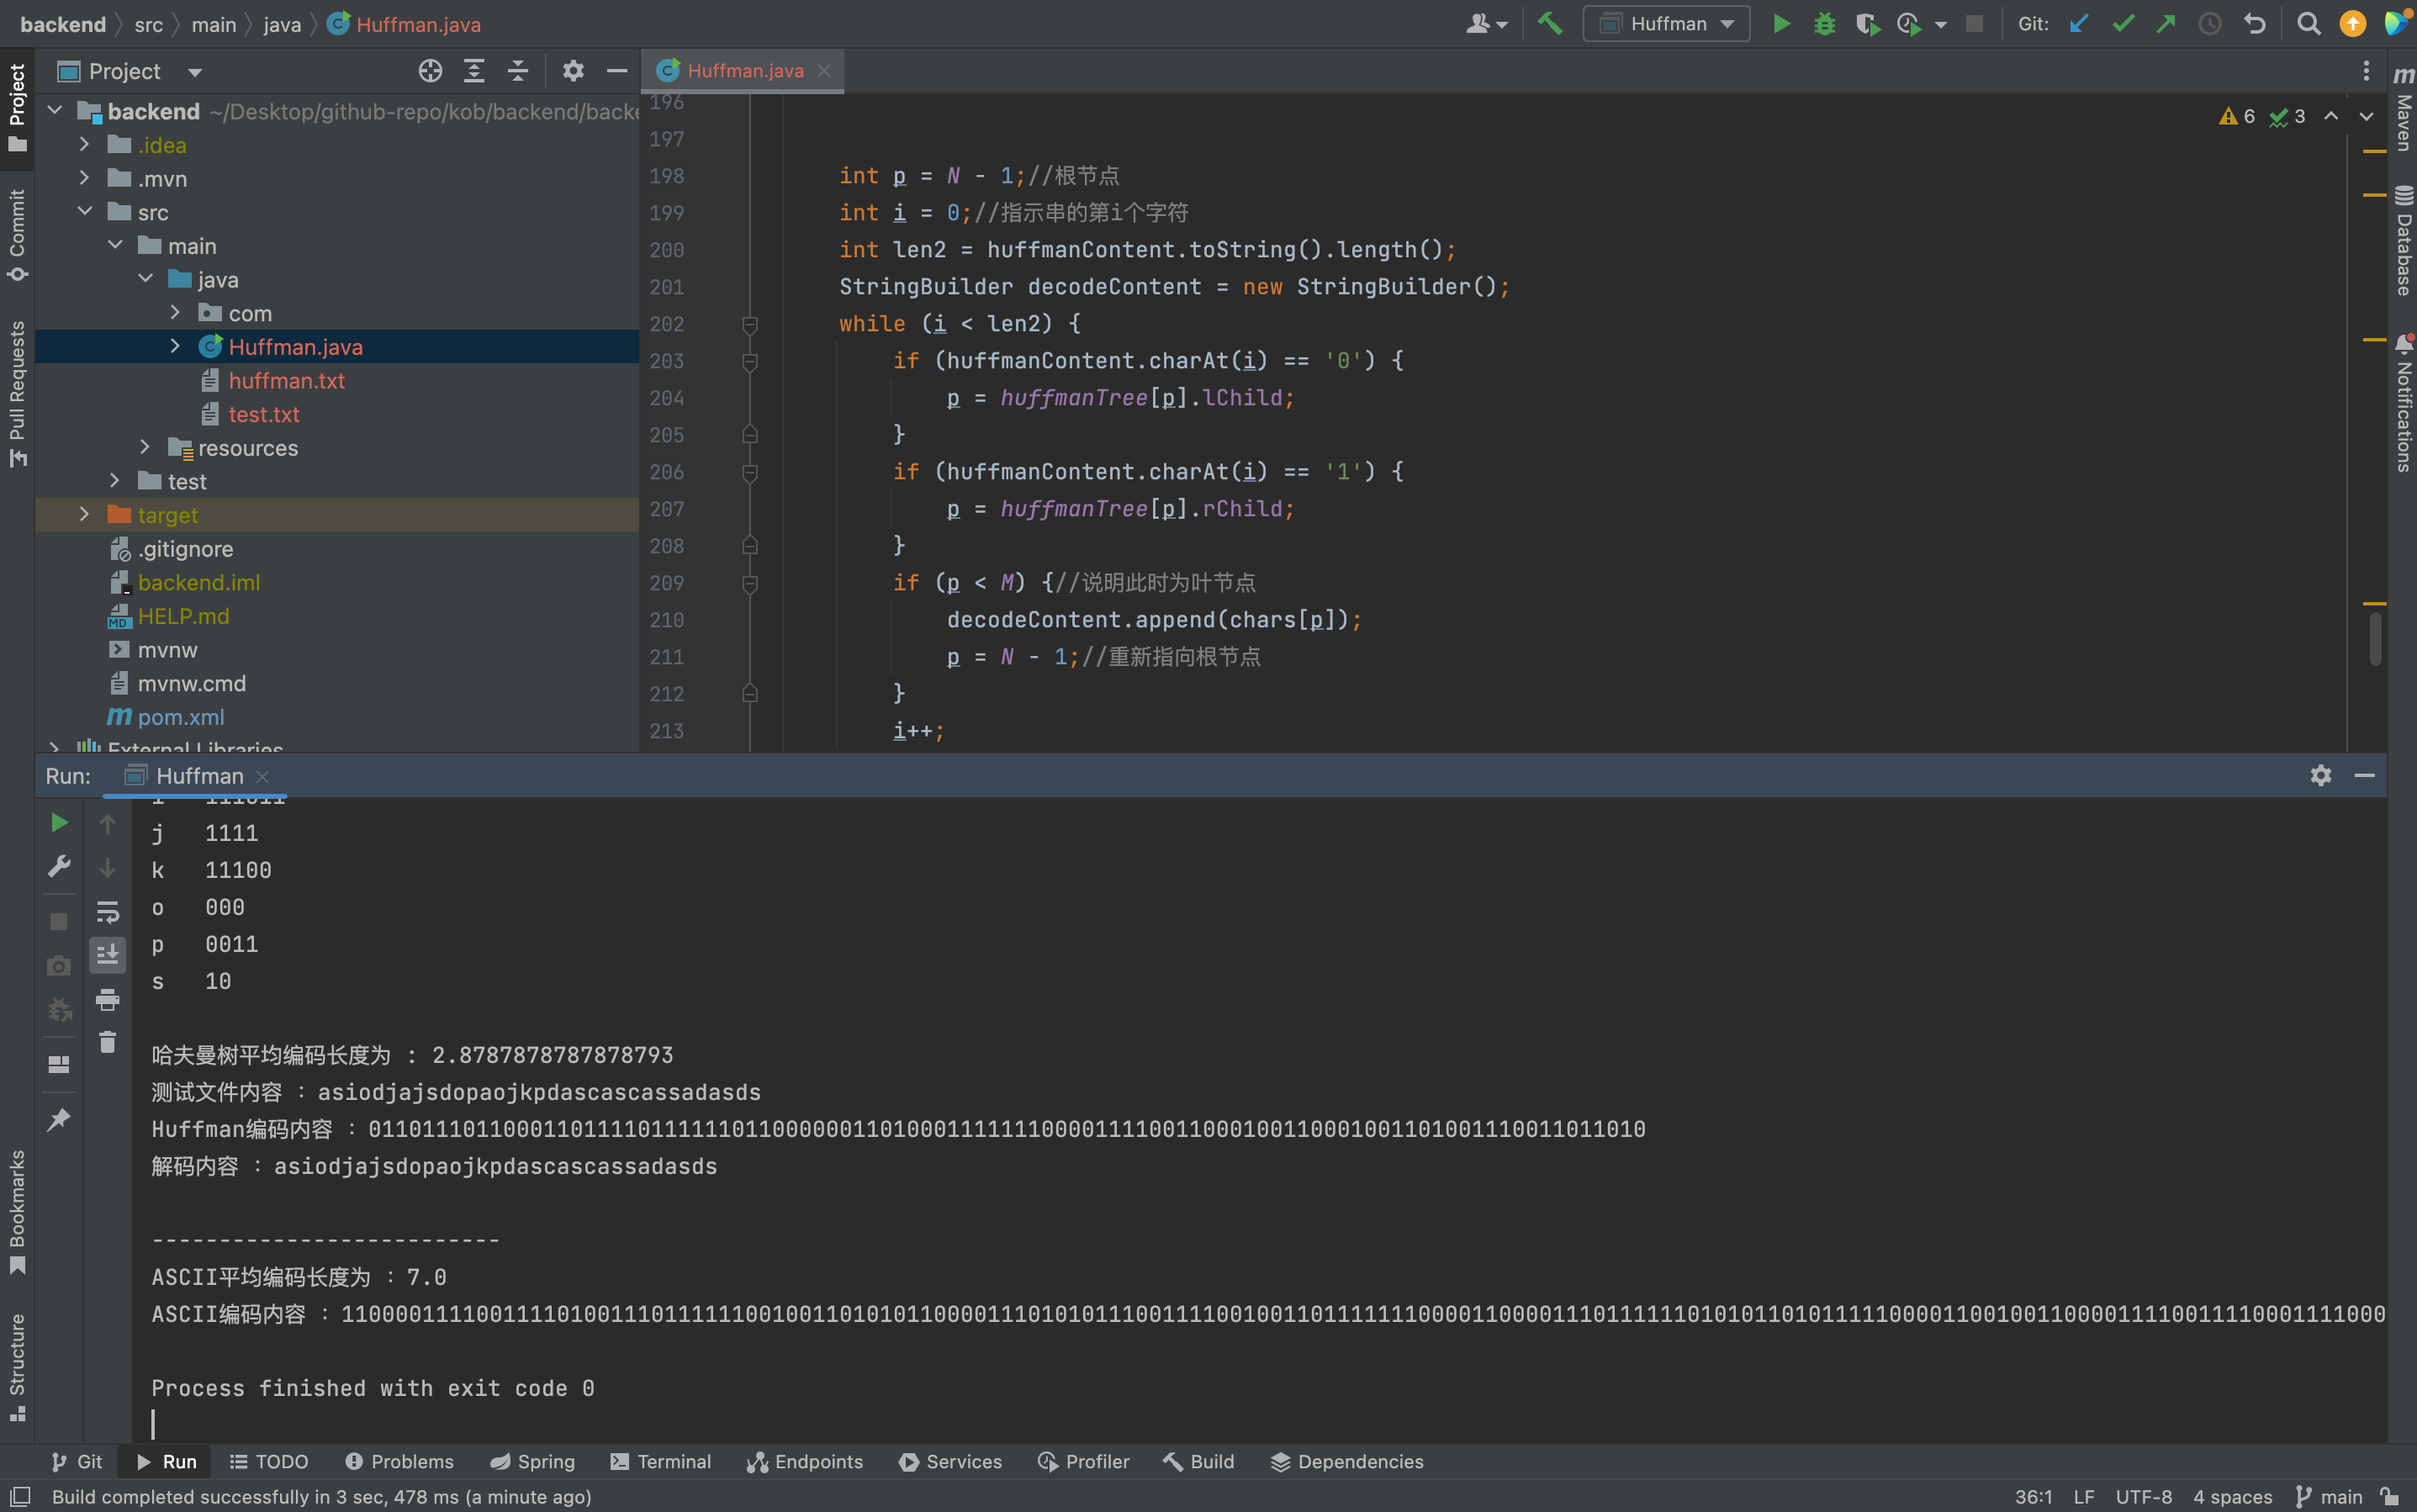 backend 〉 src 〉 main 〉 java 〉 Huffman.java
Huffman
Git:
Project
Huffman.java
backend ~/Desktop/github-repo/kob/backend/backe
.idea
.mvn
src
main
java
com
Huffman.java
huffman.txt
test.txt
resources
test
target
.gitignore
backend.iml
HELP.md
mvnw
mvnw.cmd
pom.xml
External Libraries
6 3
196
197
198 int p = N - 1;//根节点
199 int i = 0;//指示串的第i个字符
200 int len2 = huffmanContent.toString().length();
201 StringBuilder decodeContent = new StringBuilder();
202 while (i < len2) {
203 if (huffmanContent.charAt(i) == '0') {
204 p = huffmanTree[p].lChild;
205 }
206 if (huffmanContent.charAt(i) == '1') {
207 p = huffmanTree[p].rChild;
208 }
209 if (p < M) {//说明此时为叶节点
210 decodeContent.append(chars[p]);
211 p = N - 1;//重新指向根节点
212 }
213 i++;
Project
Commit
Pull Requests
Bookmarks
Structure
Maven
Database
Notifications
Run: Huffman
j 1111
k 11100
o 000
p 0011
s 10
哈夫曼树平均编码长度为 : 2.8787878787878793
测试文件内容 : asiodjajsdopaojkpdascascassadasds
Huffman编码内容 :
解码内容 : asiodjajsdopaojkpdascascassadasds
--------------------------
ASCII平均编码长度为 : 7.0
ASCII编码内容 :
Process finished with exit code 0
Git Run TODO Problems Spring Terminal Endpoints Services Profiler Build Dependencies
Build completed successfully in 3 sec, 478 ms (a minute ago)
36:1 LF UTF-8 4 spaces main